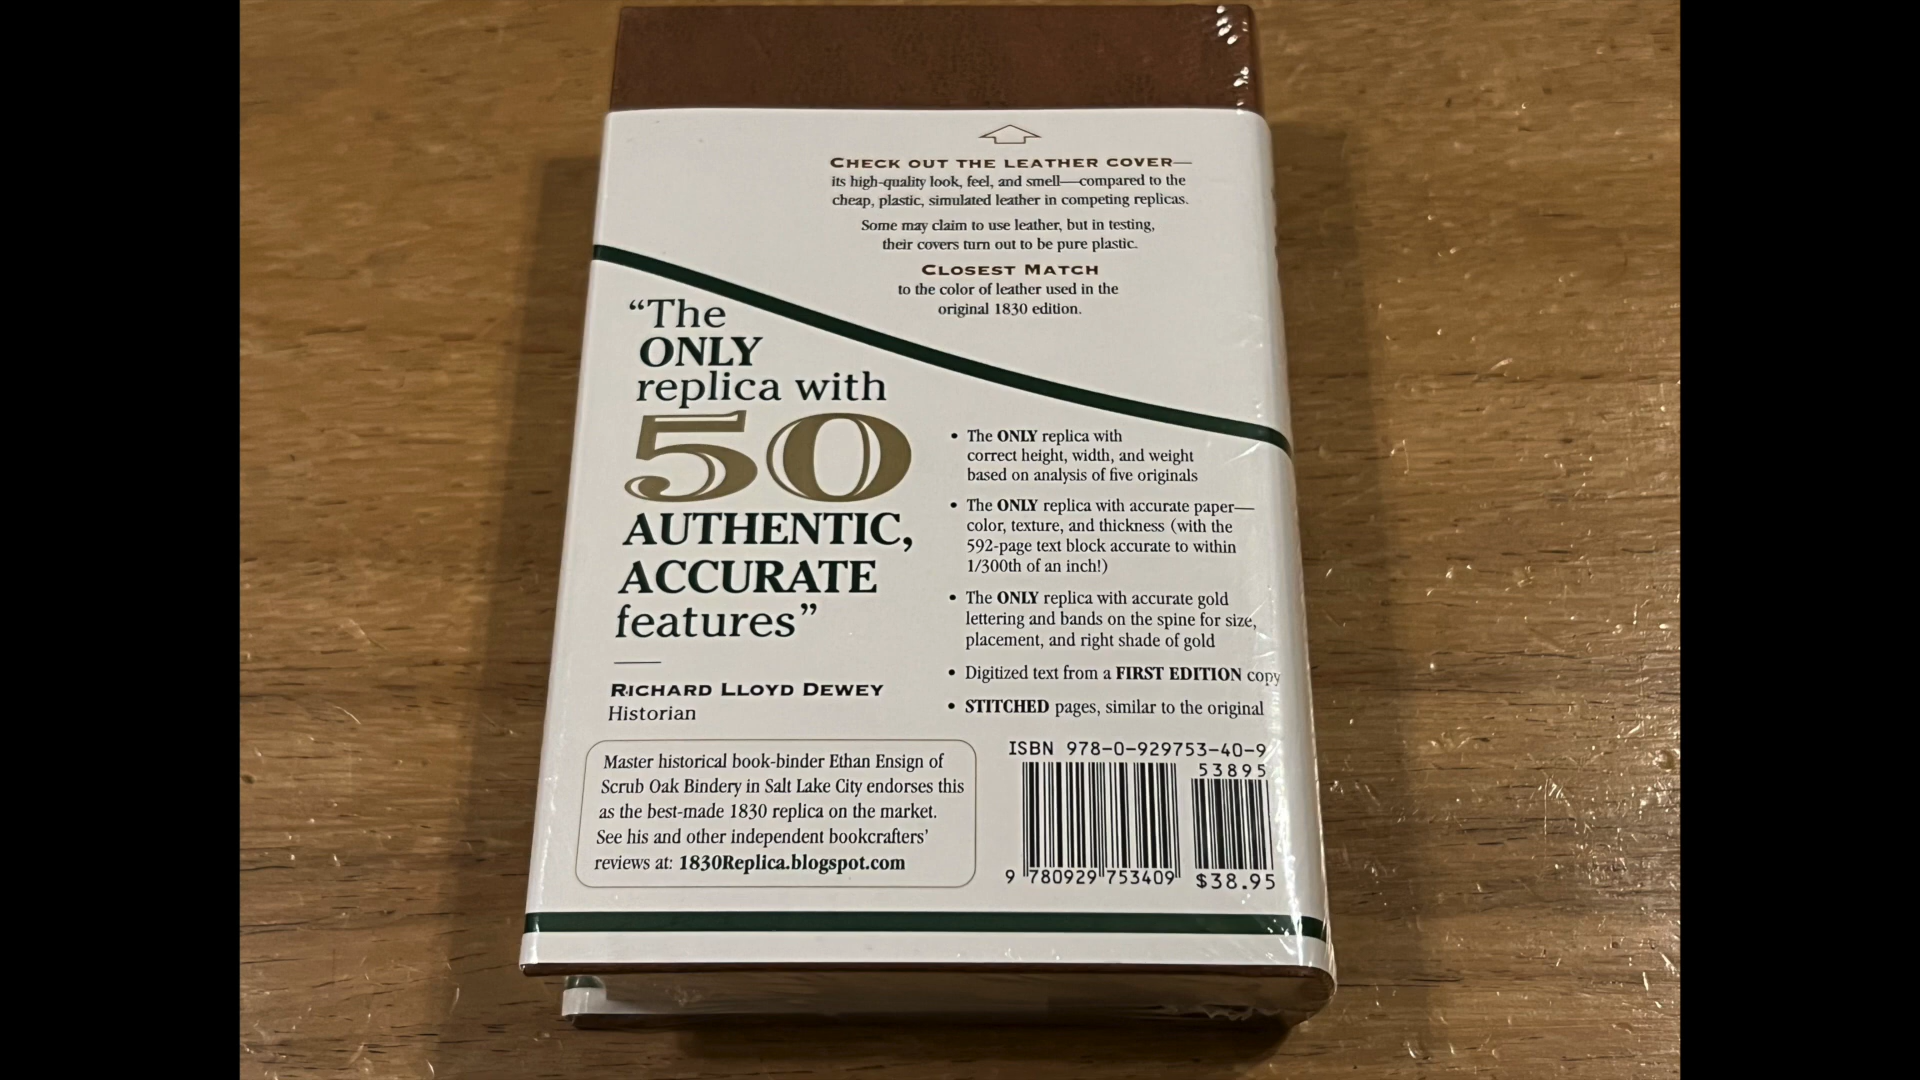 CHECK OUT THE LEATHER COVER—
its high-quality look, feel, and smell—compared to the
cheap, plastic, simulated leather in competing replicas.
Some may claim to use leather, but in testing,
their covers turn out to be pure plastic.
CLOSEST MATCH
to the color of leather used in the
original 1830 edition.
“The
ONLY
replica with
50
AUTHENTIC,
ACCURATE
features”
RICHARD LLOYD DEWEY
Historian
• The ONLY replica with
correct height, width, and weight
based on analysis of five originals
• The ONLY replica with accurate paper—
color, texture, and thickness (with the
592-page text block accurate to within
1/300th of an inch!)
• The ONLY replica with accurate gold
lettering and bands on the spine for size,
placement, and right shade of gold
• Digitized text from a FIRST EDITION copy
• STITCHED pages, similar to the original
Master historical book-binder Ethan Ensign of
Scrub Oak Bindery in Salt Lake City endorses this
as the best-made 1830 replica on the market.
See his and other independent bookcrafters’
reviews at: 1830Replica.blogspot.com
ISBN 978-0-929753-40-9
53895
9 780929 753409
$38.95